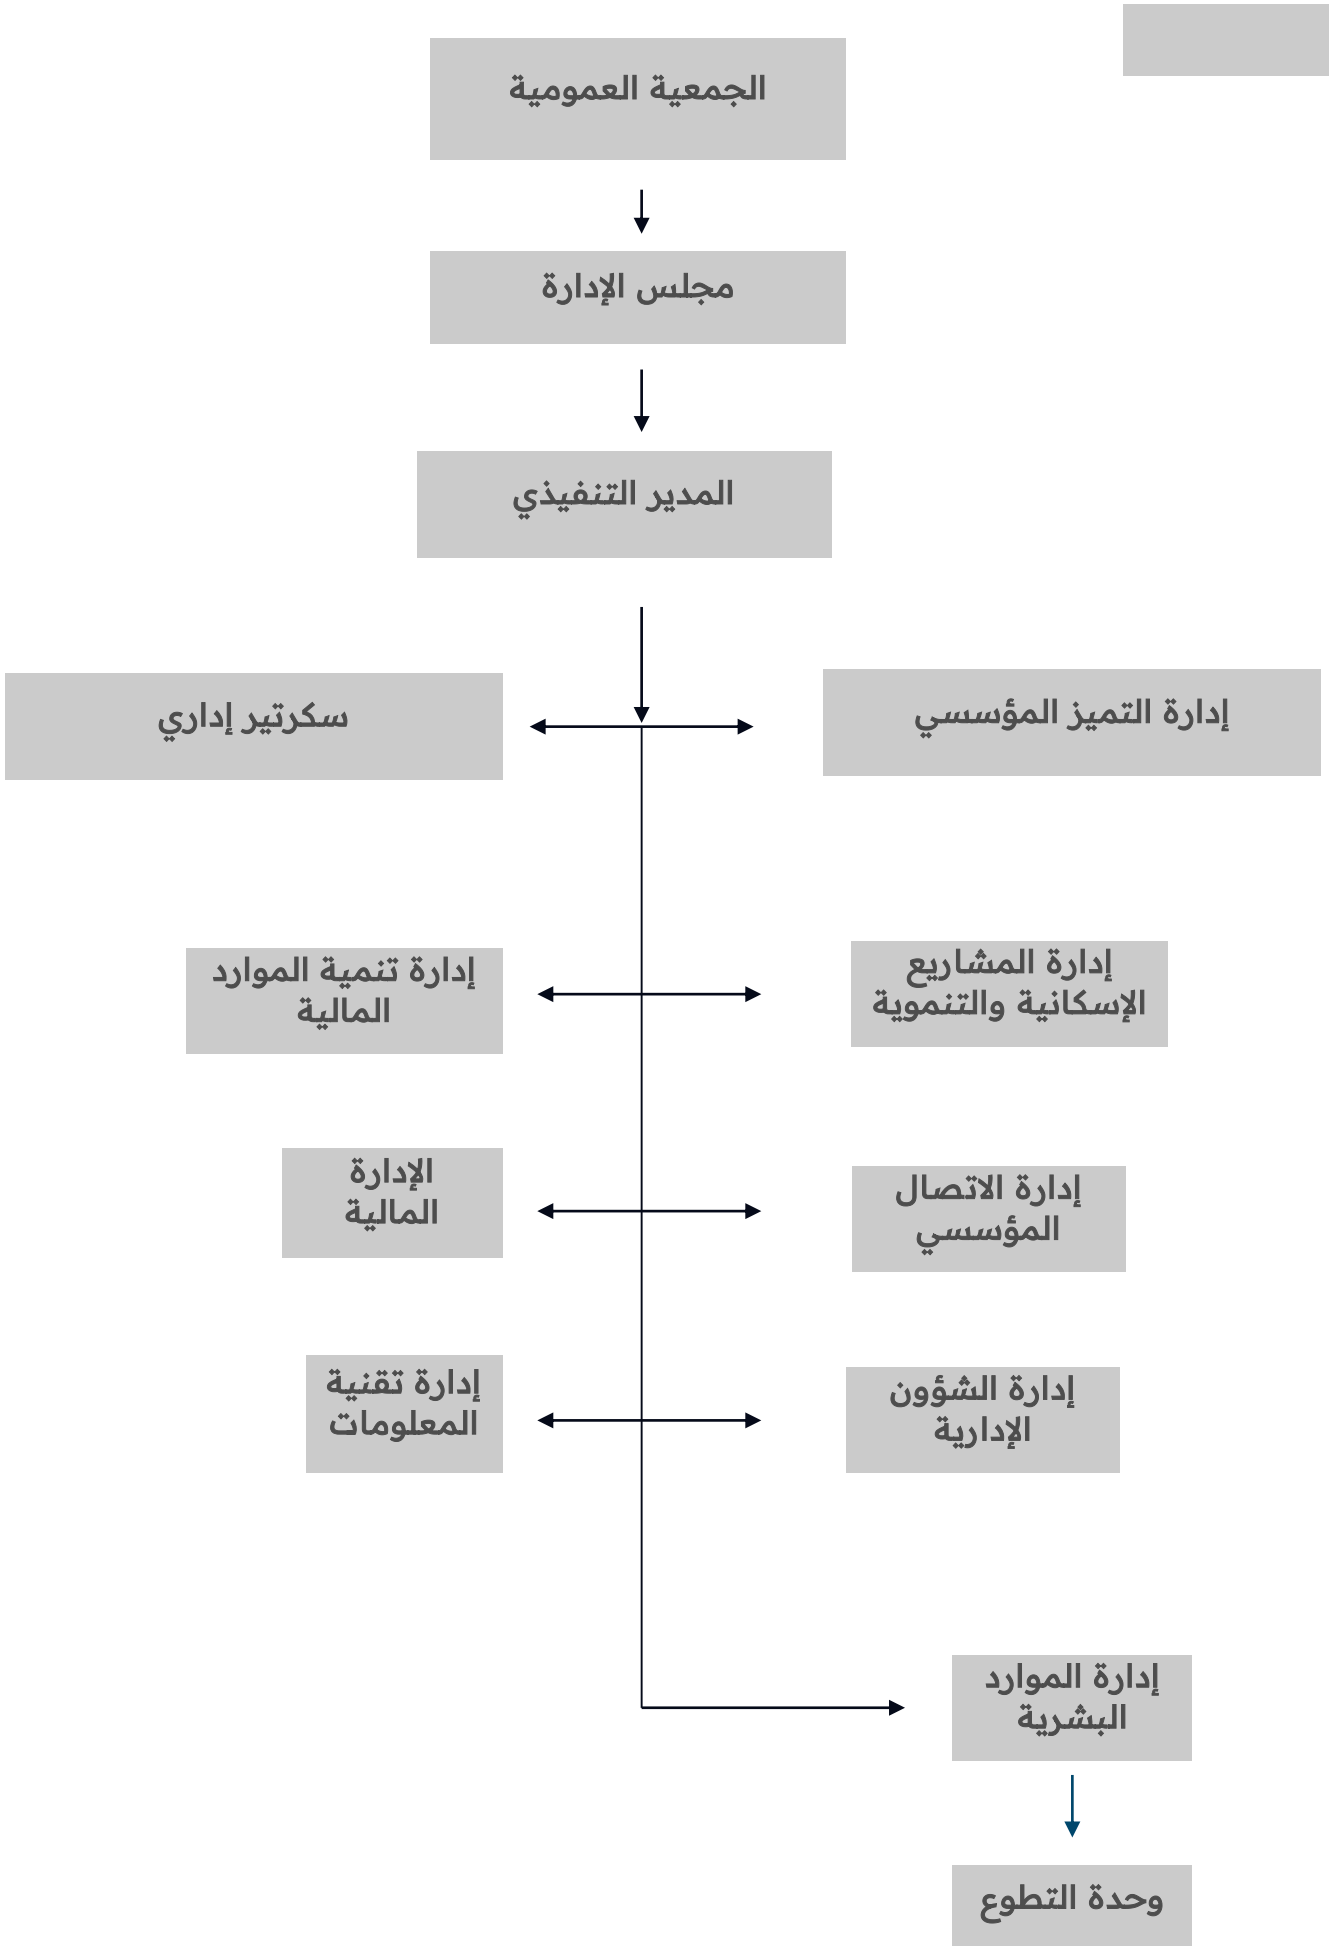 الجمعية العمومية
مجلس الإدارة
المدير التنفيذي
إدارة التميز المؤسسي
سكرتير إداري
إدارة المشاريع
الإسكانية والتنموية
إدارة تنمية الموارد
المالية
إدارة الاتصال
المؤسسي
الإدارة
المالية
إدارة الشؤون
الإدارية
إدارة تقنية
المعلومات
إدارة الموارد
البشرية
وحدة التطوع